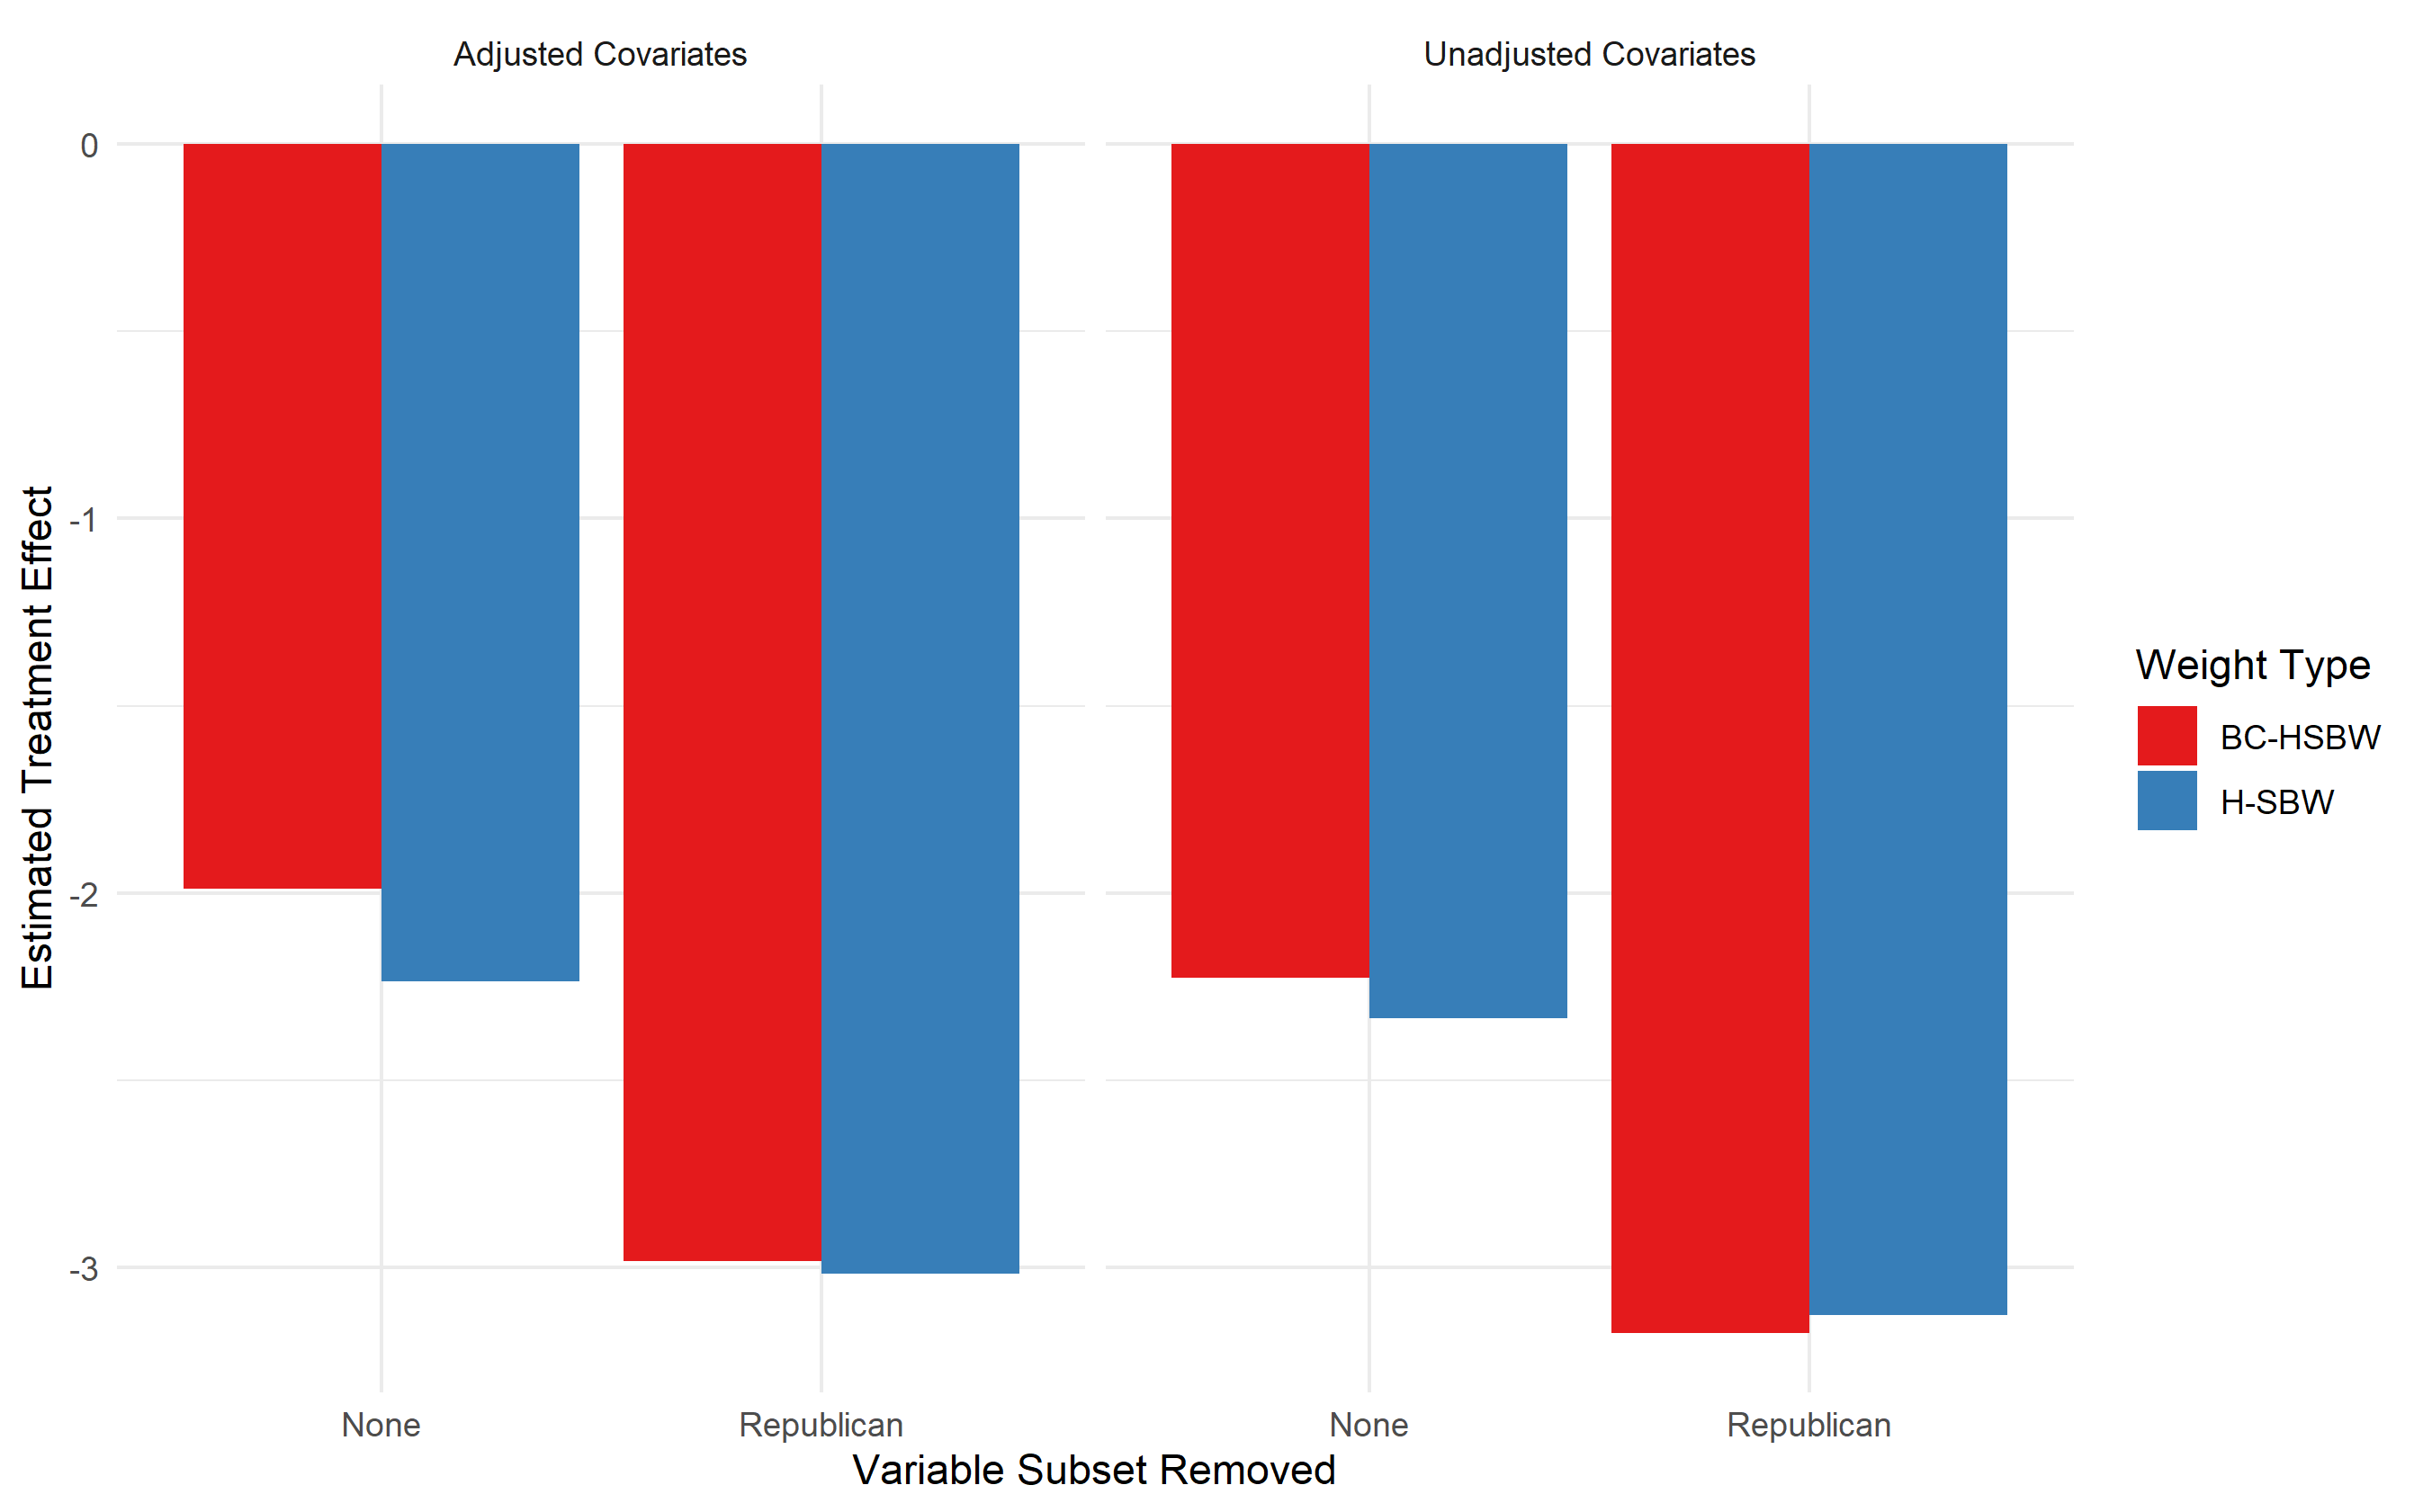 Adjusted Covariates
Unadjusted Covariates
0
-1
-2
-3
Estimated Treatment Effect
None
Republican
None
Republican
Variable Subset Removed
Weight Type
BC-HSBW
H-SBW